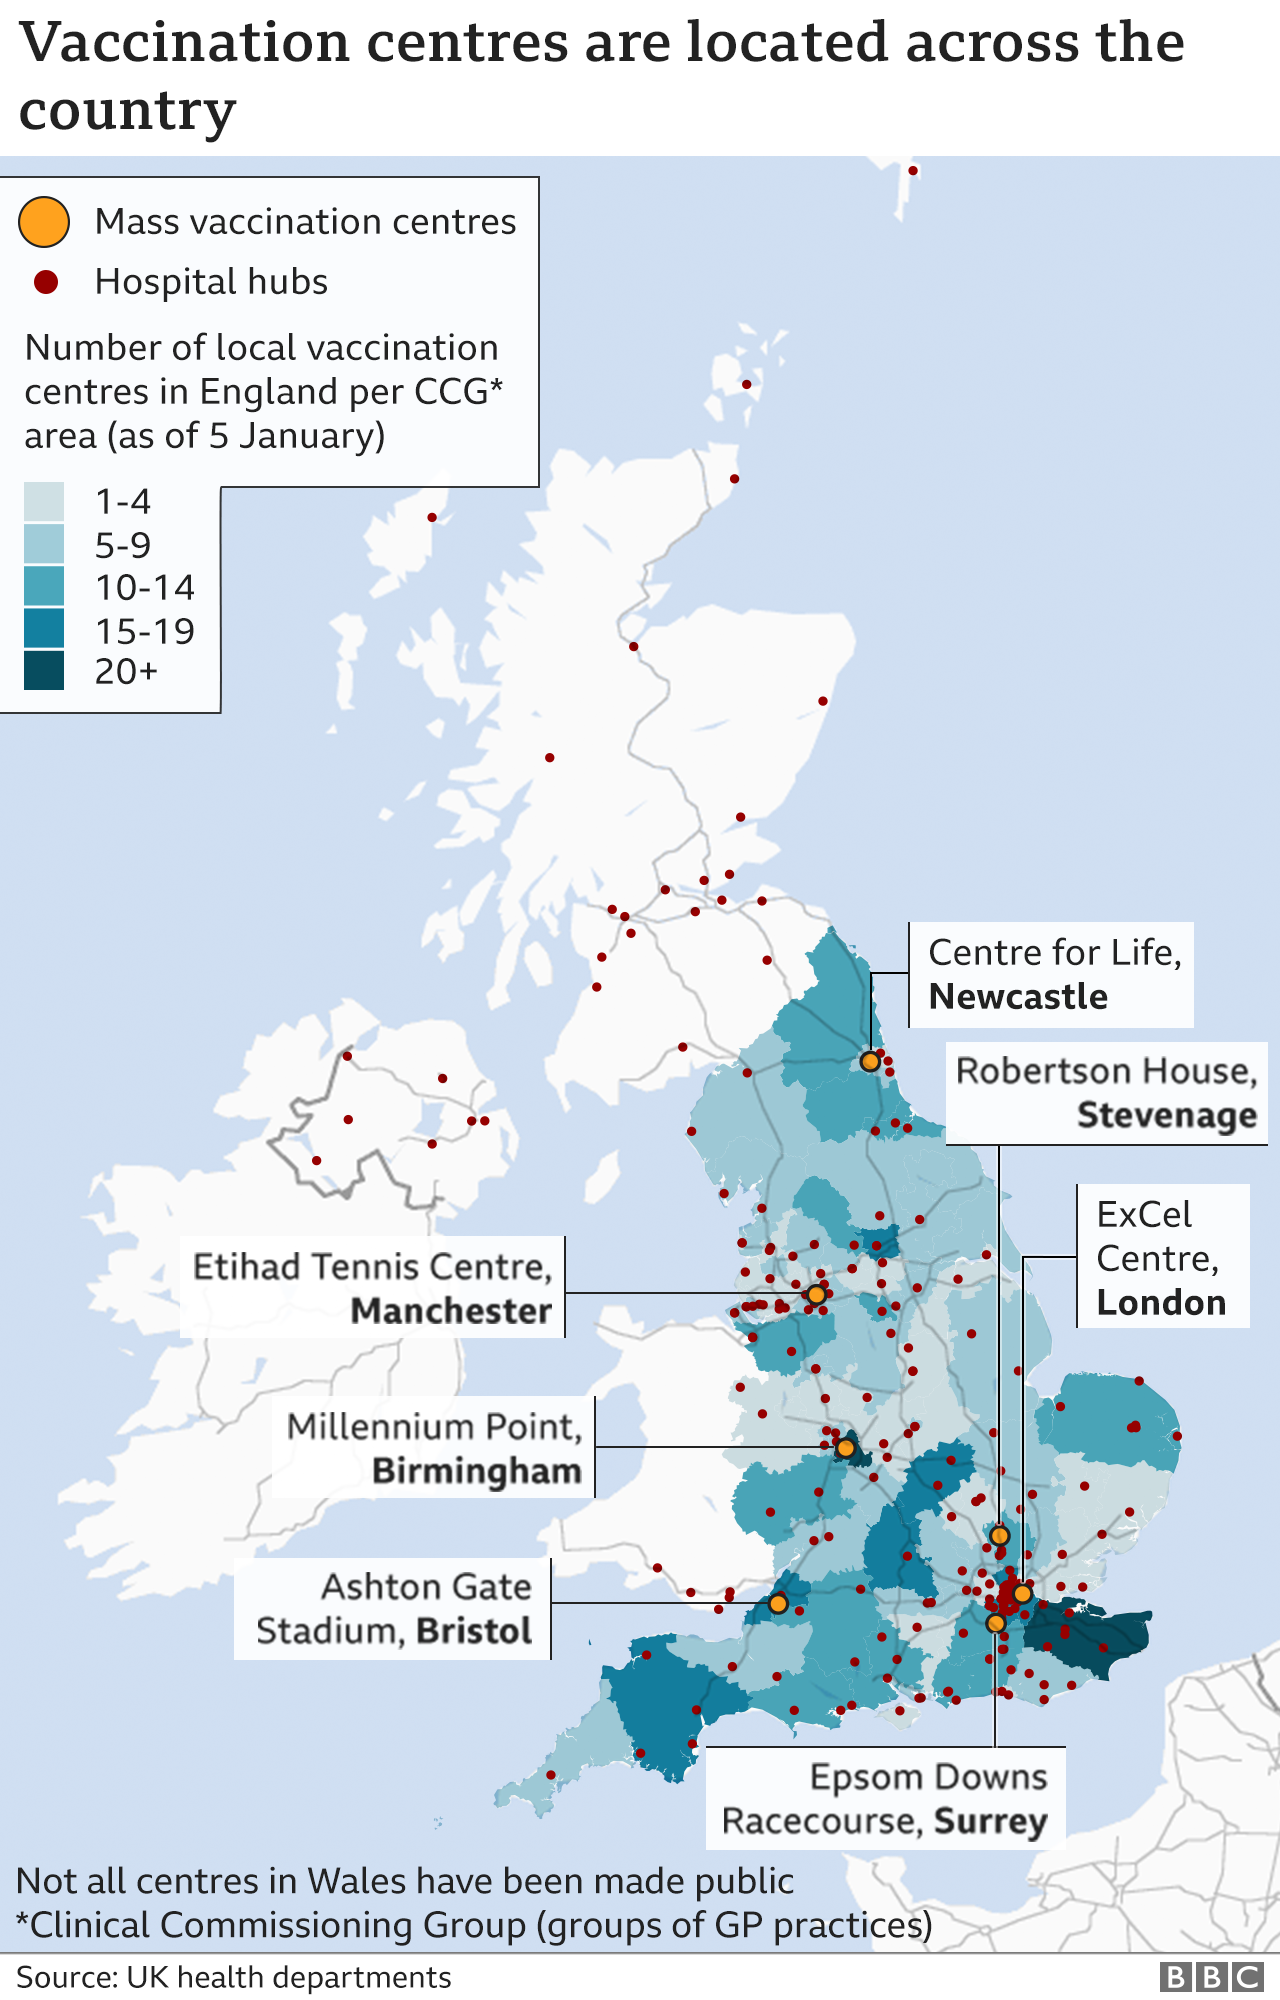 Vaccination centres are located across the
country
Mass vaccination centres
Hospital hubs
Number of local vaccination
centres in England per CCG*
area (as of 5 January)
1-4
5-9
10-14
15-19
20+
Centre for Life,
Newcastle
Robertson House,
Stevenage
ExCel
Centre,
London
Etihad Tennis Centre,
Manchester
Millennium Point,
Birmingham
Ashton Gate
Stadium, Bristol
Epsom Downs
Racecourse, Surrey
Not all centres in Wales have been made public
*Clinical Commissioning Group (groups of GP practices)
Source: UK health departments
BBC